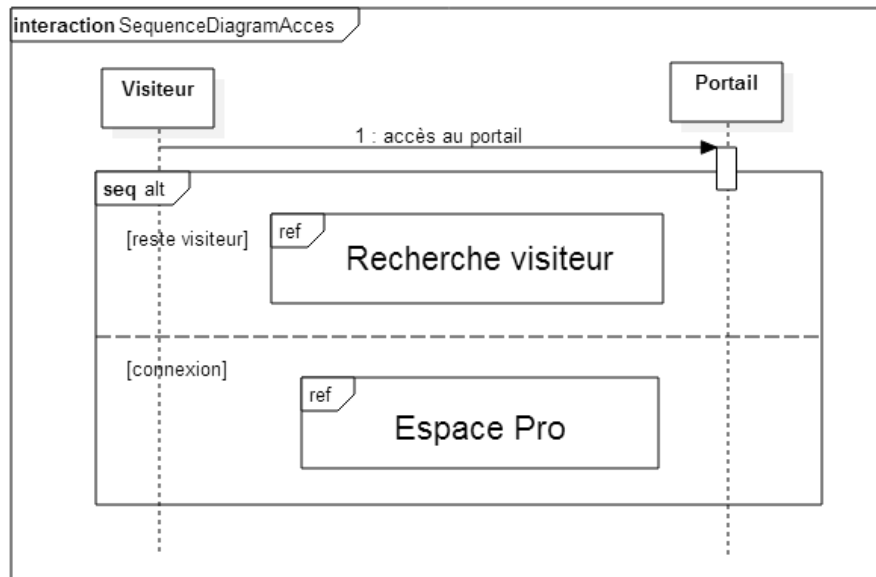 interaction SequenceDiagramAcces
Visiteur
Portail
1 : accès au portail
seq alt
[reste visiteur]
ref
Recherche visiteur
[connexion]
ref
Espace Pro